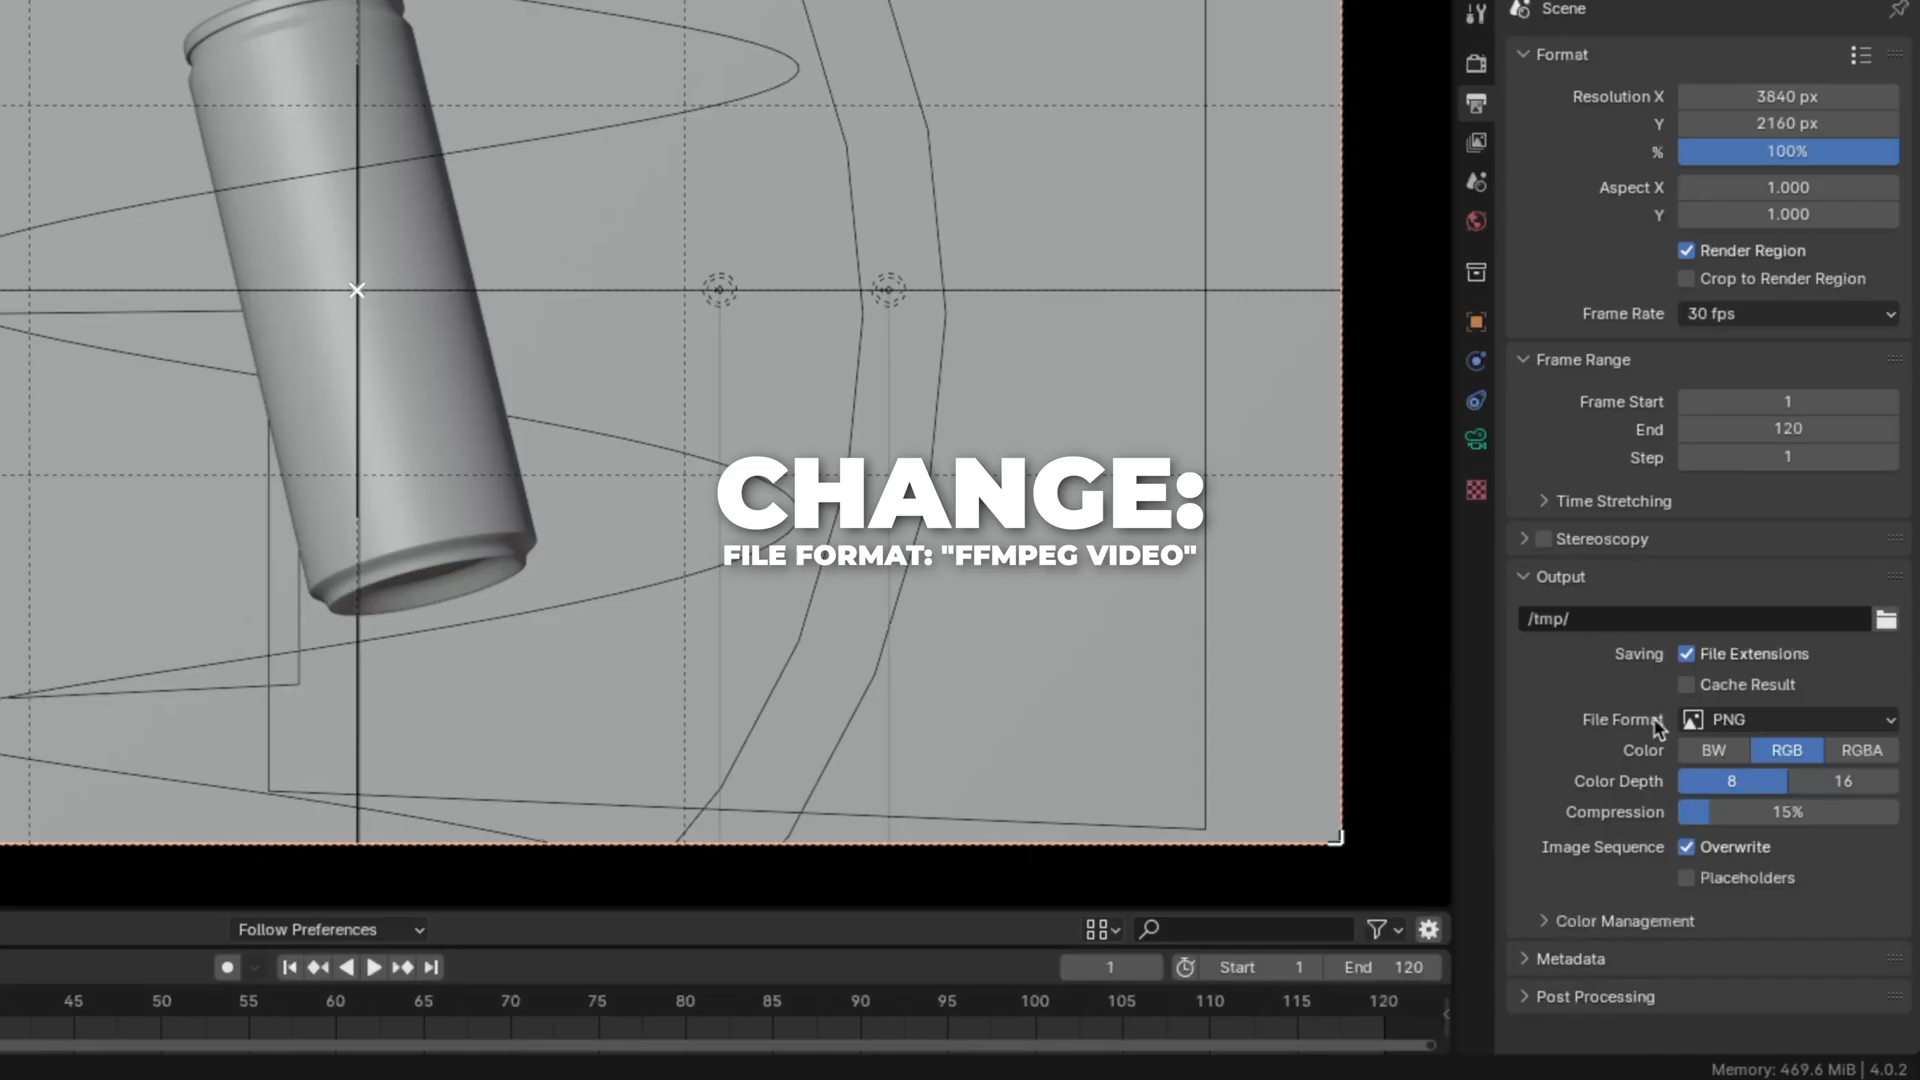 Scene
Format
Resolution X 3840 px
Y 2160 px
% 100%
Aspect X 1.000
Y 1.000
Render Region
Crop to Render Region
Frame Rate 30 fps
Frame Range
Frame Start 1
End 120
Step 1
Time Stretching
Stereoscopy
Output
/tmp/
Saving File Extensions
Cache Result
File Format PNG
Color BW RGB RGBA
Color Depth 8 16
Compression 15%
Image Sequence Overwrite
Placeholders
Color Management
Metadata
Post Processing
CHANGE:
FILE FORMAT: "FFMPEG VIDEO"
Follow Preferences
1 Start 1 End 120
45 50 55 60 65 70 75 80 85 90 95 100 105 110 115 120
Memory: 469.6 MiB | 4.0.2